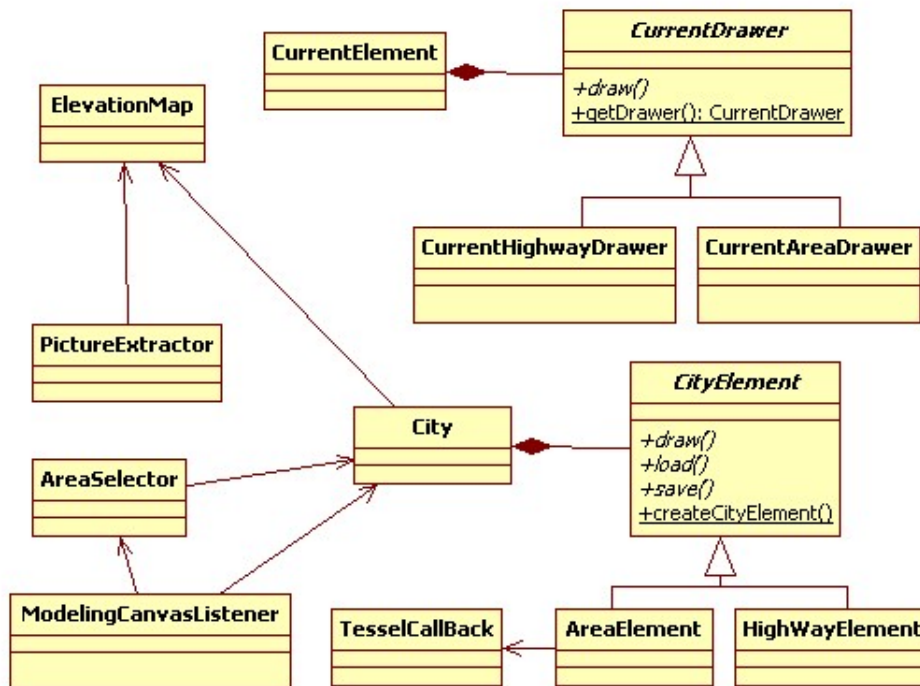 CurrentElement
CurrentDrawer
+draw()
+getDrawer(): CurrentDrawer
ElevationMap
CurrentHighwayDrawer
CurrentAreaDrawer
PictureExtractor
City
CityElement
+draw()
+load()
+save()
+createCityElement()
AreaSelector
ModelingCanvasListener
TesselCallBack
AreaElement
HighWayElement